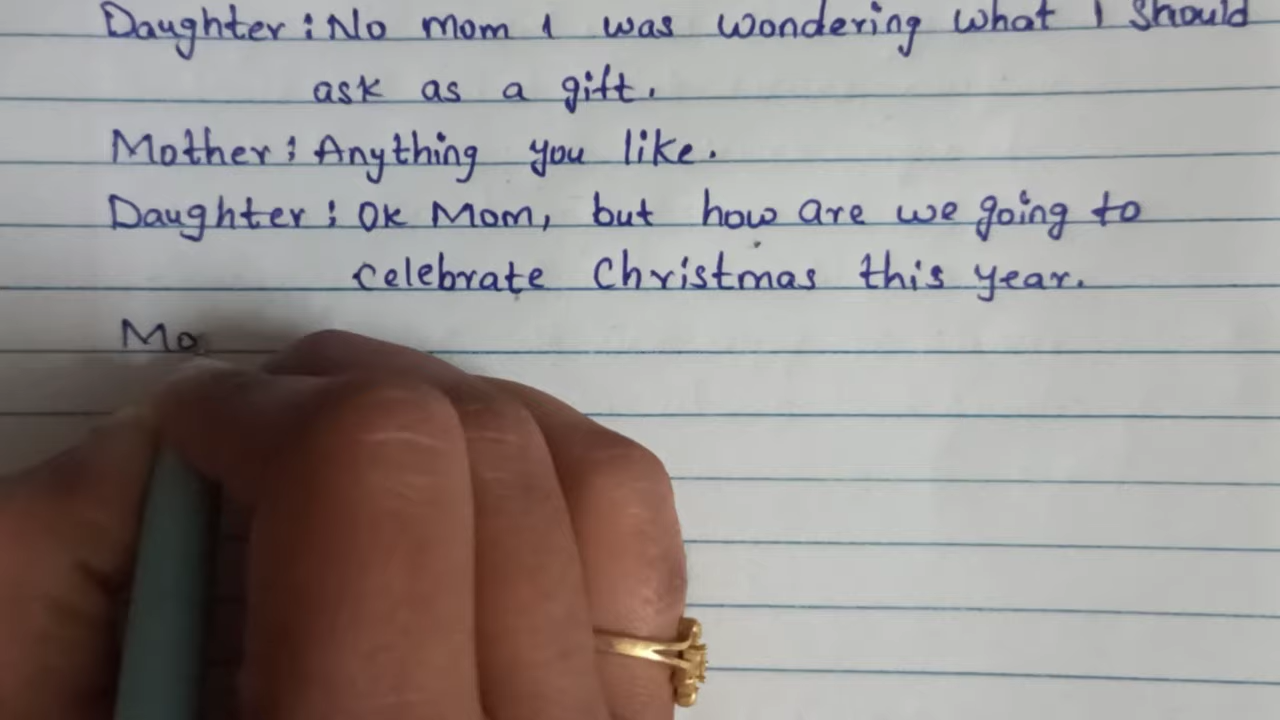 Daughter : No mom I was wondering what I should
ask as a gift.
Mother : Anything you like.
Daughter : Ok Mom, but how are we going to
celebrate Christmas this year.
Mo